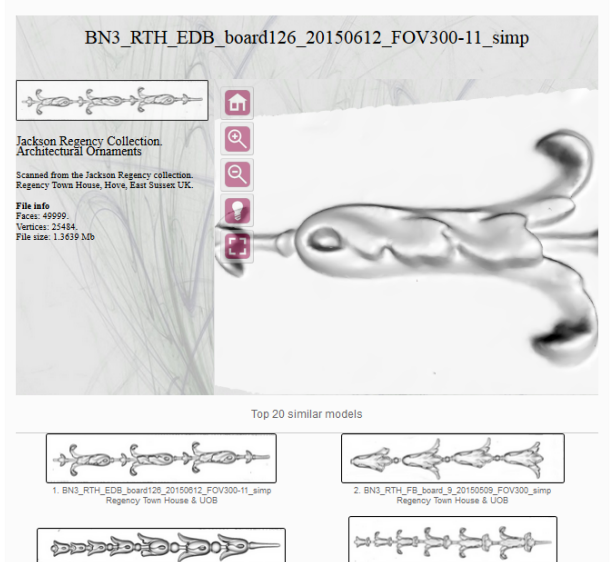 BN3_RTH_EDB_board126_20150612_FOV300-11_simp
Jackson Regency Collection.
Architectural Ornaments
Scanned from the Jackson Regency collection.
Regency Town House, Hove, East Sussex UK.
File info
Faces: 49999.
Vertices: 25484.
File size: 1.3639 Mb
Top 20 similar models
1. BN3_RTH_EDB_board126_20150612_FOV300-11_simp
Regency Town House & UOB
2. BN3_RTH_FB_board_9_20150509_FOV300_simp
Regency Town House & UOB